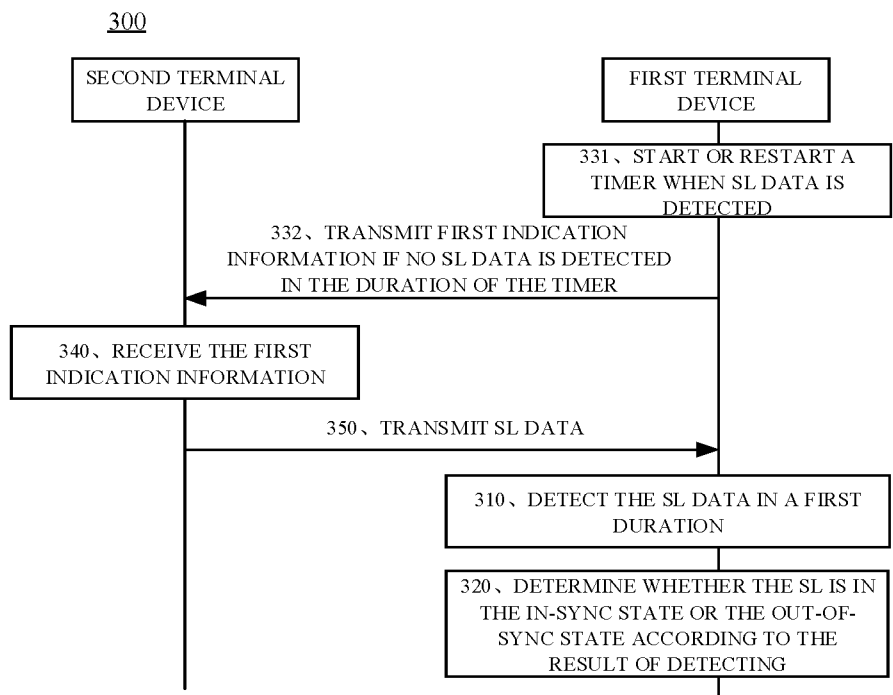 300
SECOND TERMINAL
DEVICE
FIRST TERMINAL
DEVICE
331、START OR RESTART A
TIMER WHEN SL DATA IS
DETECTED
332、TRANSMIT FIRST INDICATION
INFORMATION IF NO SL DATA IS DETECTED
IN THE DURATION OF THE TIMER
340、RECEIVE THE FIRST
INDICATION INFORMATION
350、TRANSMIT SL DATA
310、DETECT THE SL DATA IN A FIRST
DURATION
320、DETERMINE WHETHER THE SL IS IN
THE IN-SYNC STATE OR THE OUT-OF-
SYNC STATE ACCORDING TO THE
RESULT OF DETECTING